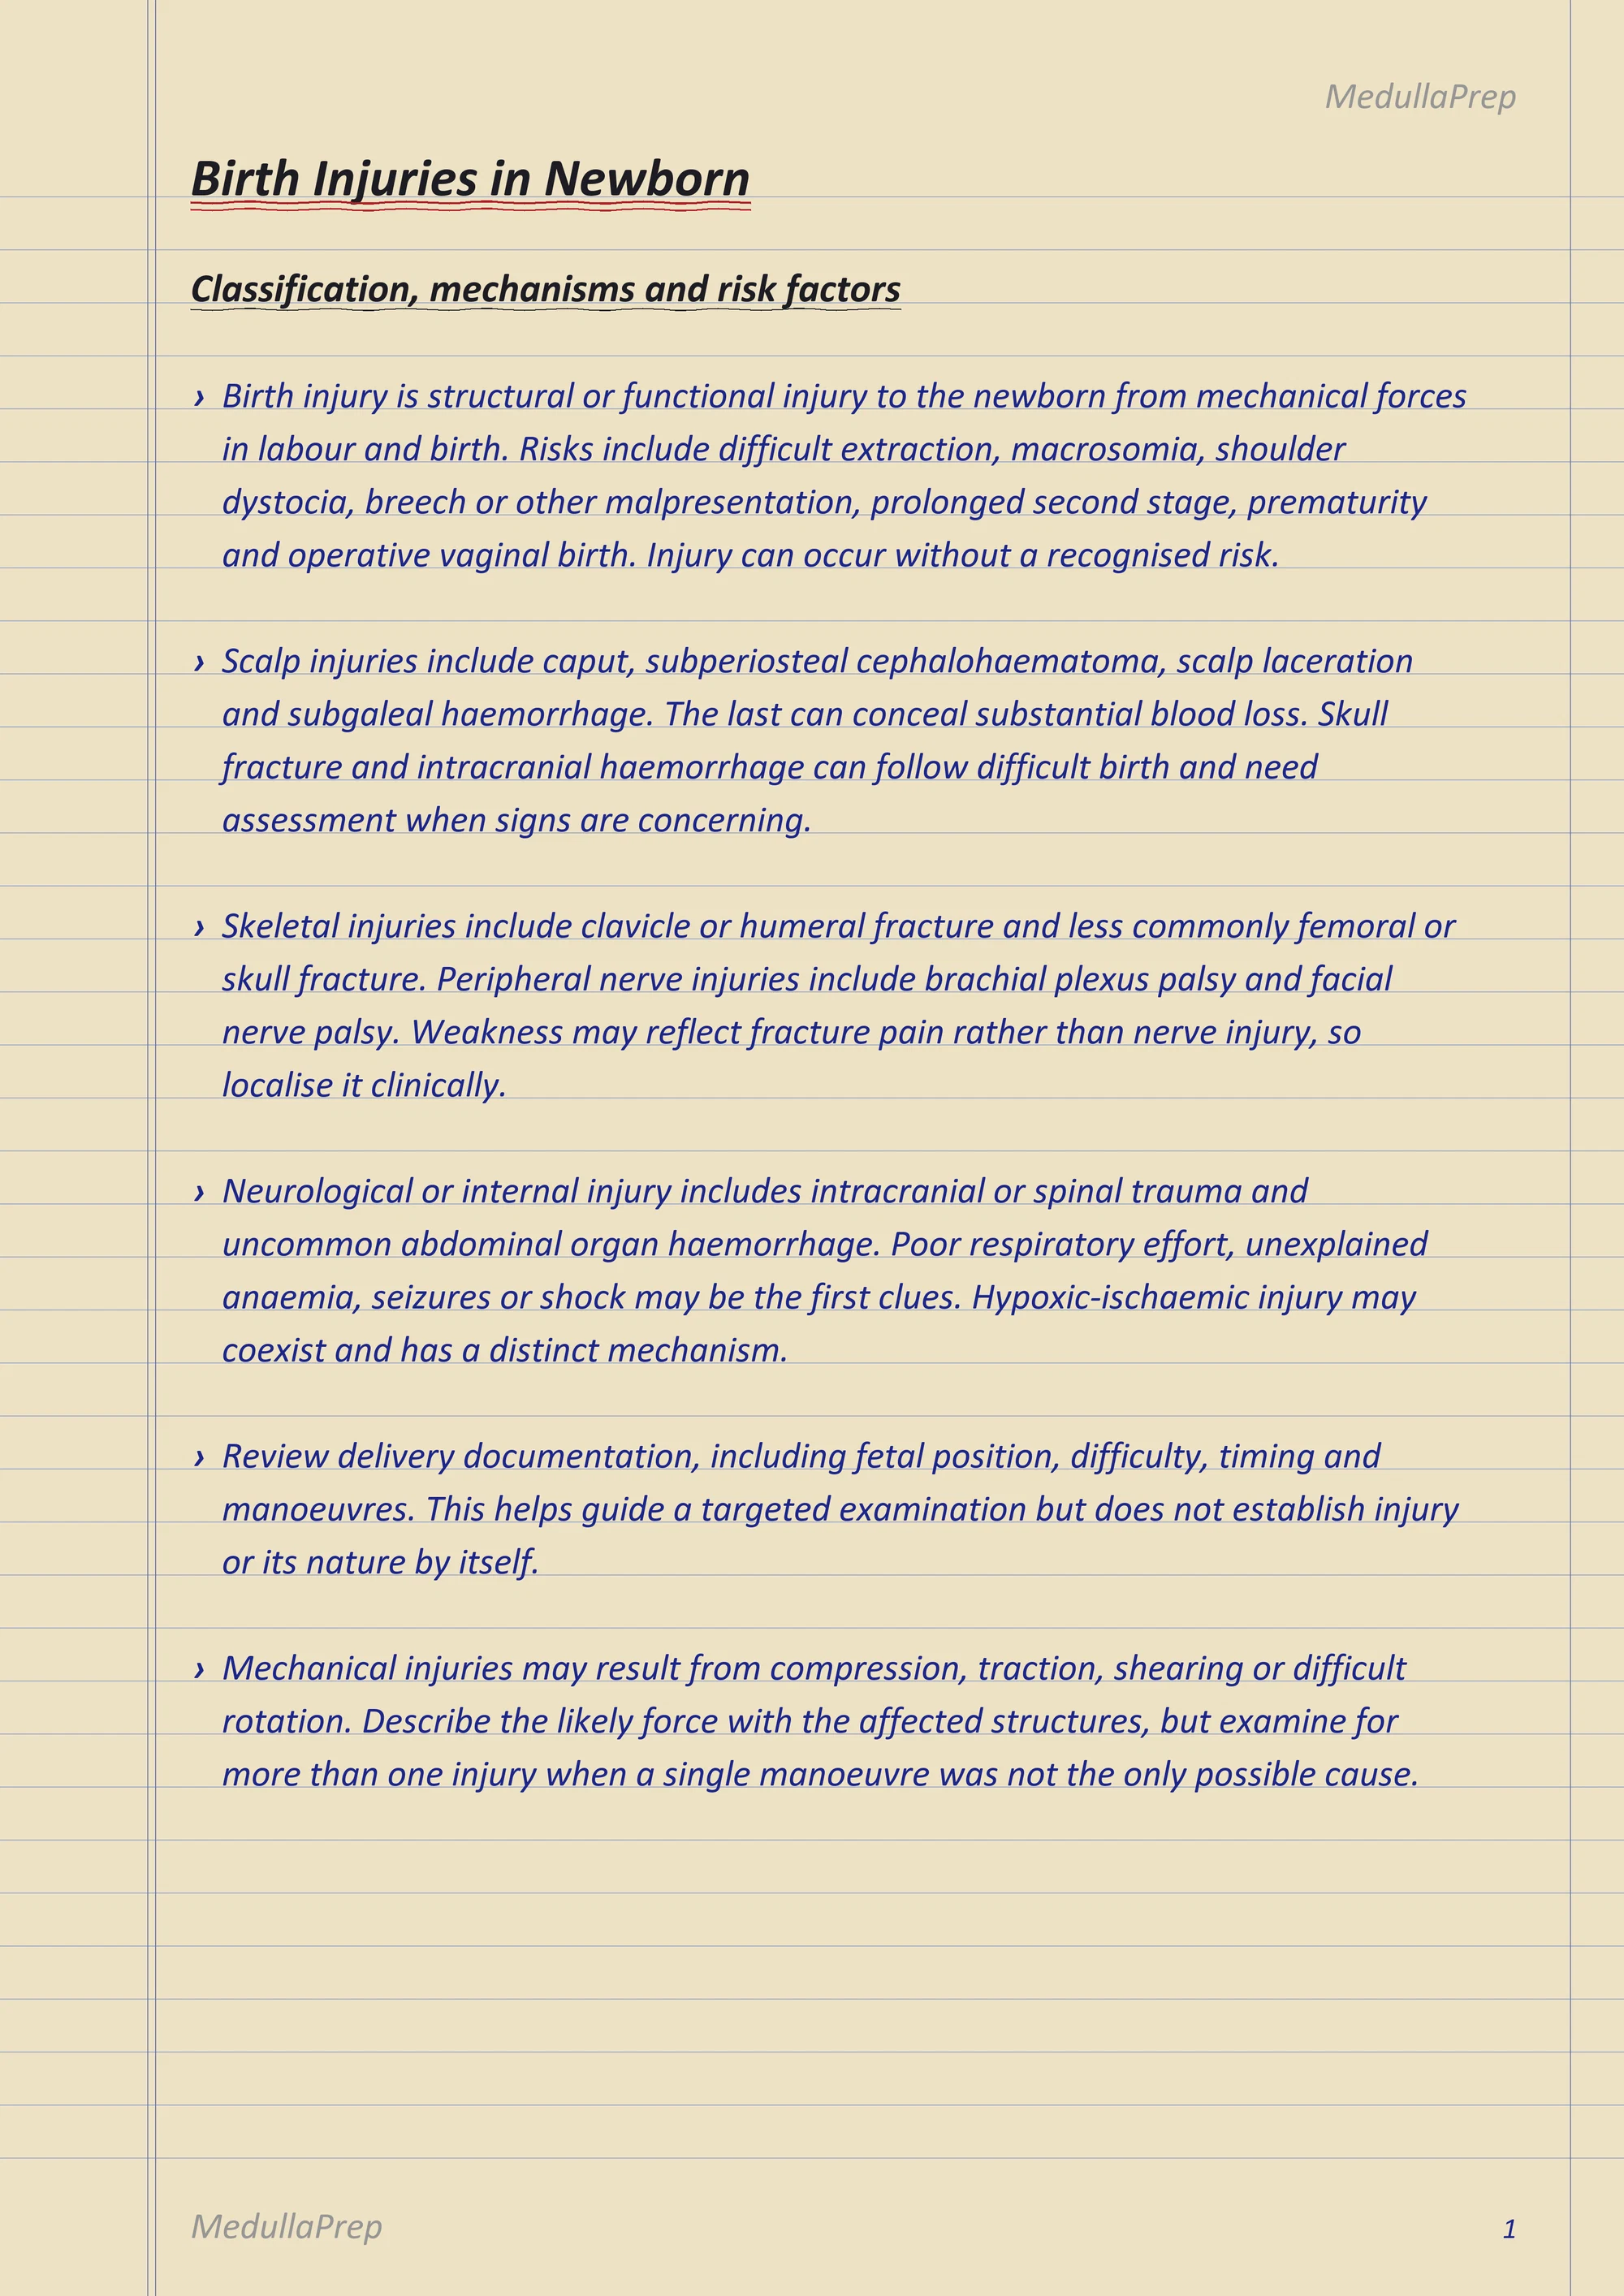 MedullaPrep
Birth Injuries in Newborn
Classification, mechanisms and risk factors
› Birth injury is structural or functional injury to the newborn from mechanical forces
in labour and birth. Risks include difficult extraction, macrosomia, shoulder
dystocia, breech or other malpresentation, prolonged second stage, prematurity
and operative vaginal birth. Injury can occur without a recognised risk.
› Scalp injuries include caput, subperiosteal cephalohaematoma, scalp laceration
and subgaleal haemorrhage. The last can conceal substantial blood loss. Skull
fracture and intracranial haemorrhage can follow difficult birth and need
assessment when signs are concerning.
› Skeletal injuries include clavicle or humeral fracture and less commonly femoral or
skull fracture. Peripheral nerve injuries include brachial plexus palsy and facial
nerve palsy. Weakness may reflect fracture pain rather than nerve injury, so
localise it clinically.
› Neurological or internal injury includes intracranial or spinal trauma and
uncommon abdominal organ haemorrhage. Poor respiratory effort, unexplained
anaemia, seizures or shock may be the first clues. Hypoxic-ischaemic injury may
coexist and has a distinct mechanism.
› Review delivery documentation, including fetal position, difficulty, timing and
manoeuvres. This helps guide a targeted examination but does not establish injury
or its nature by itself.
› Mechanical injuries may result from compression, traction, shearing or difficult
rotation. Describe the likely force with the affected structures, but examine for
more than one injury when a single manoeuvre was not the only possible cause.
MedullaPrep
1